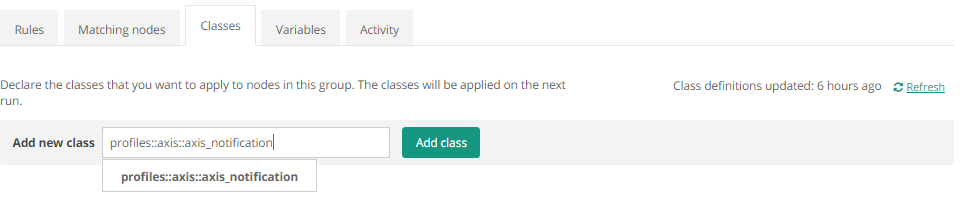 Rules Matching nodes Classes Variables Activity
Declare the classes that you want to apply to nodes in this group. The classes will be applied on the next
run.
Class definitions updated: 6 hours ago Refresh
Add new class profiles::axis::axis_notification Add class
profiles::axis::axis_notification